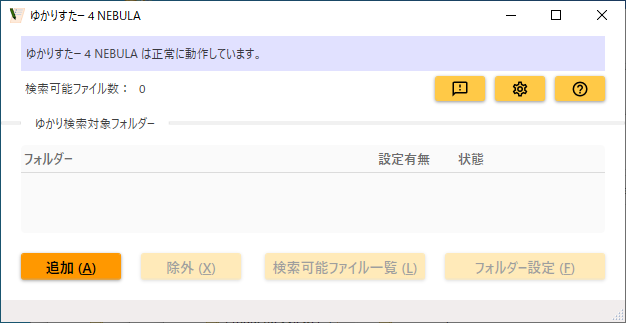 ゆかりすたー 4 NEBULA
ゆかりすたー 4 NEBULA は正常に動作しています。
検索可能ファイル数： 0
ゆかり検索対象フォルダー
フォルダー 設定有無 状態
追加 (A) 除外 (X) 検索可能ファイル一覧 (L) フォルダー設定 (F)